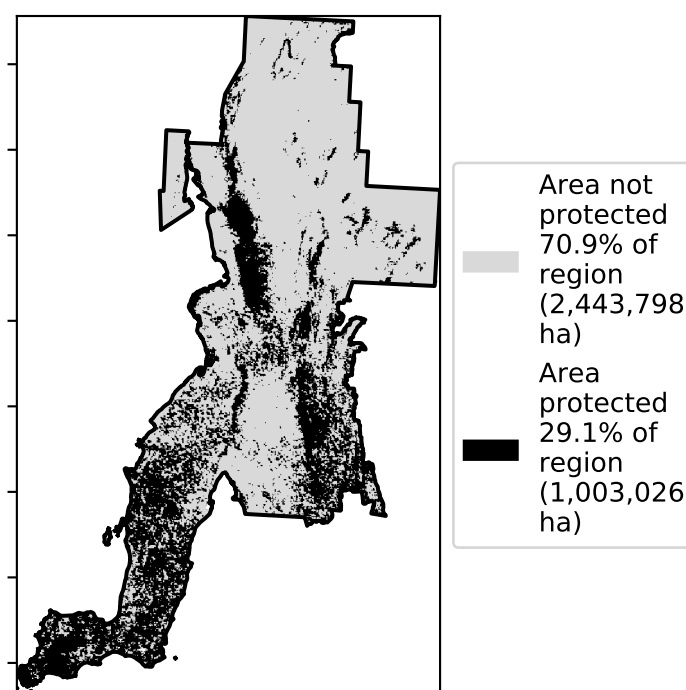 Area not
protected
70.9% of
region
(2,443,798
ha)
Area
protected
29.1% of
region
(1,003,026
ha)